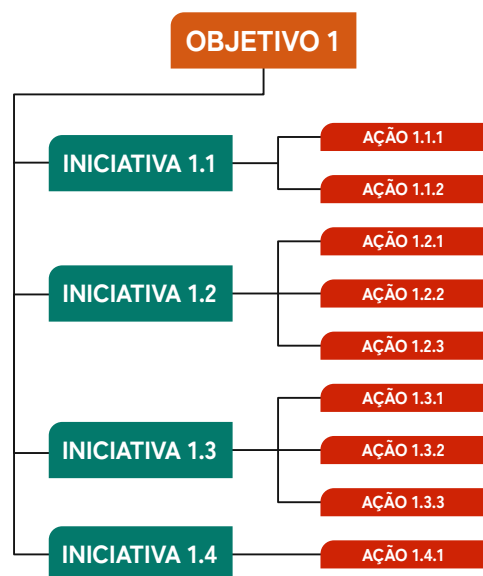 OBJETIVO 1
INICIATIVA 1.1
AÇÃO 1.1.1
AÇÃO 1.1.2
INICIATIVA 1.2
AÇÃO 1.2.1
AÇÃO 1.2.2
AÇÃO 1.2.3
INICIATIVA 1.3
AÇÃO 1.3.1
AÇÃO 1.3.2
AÇÃO 1.3.3
INICIATIVA 1.4
AÇÃO 1.4.1